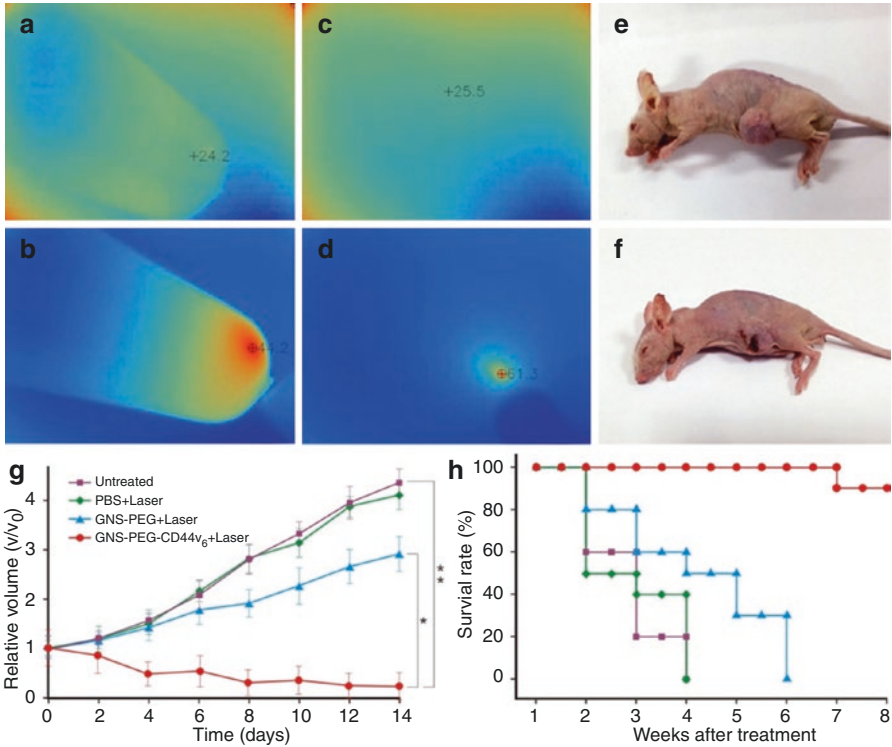 a
+24.2
c
+25.5
e
b
44.2
d
61.3
f
g
Relative volume (v/v0)
4
3
2
1
0
Untreated
PBS+Laser
GNS-PEG+Laser
GNS-PEG-CD44v6+Laser
*
**
0 2 4 6 8 10 12 14
Time (days)
h
Survial rate (%)
100
80
60
40
20
0
1 2 3 4 5 6 7 8
Weeks after treatment